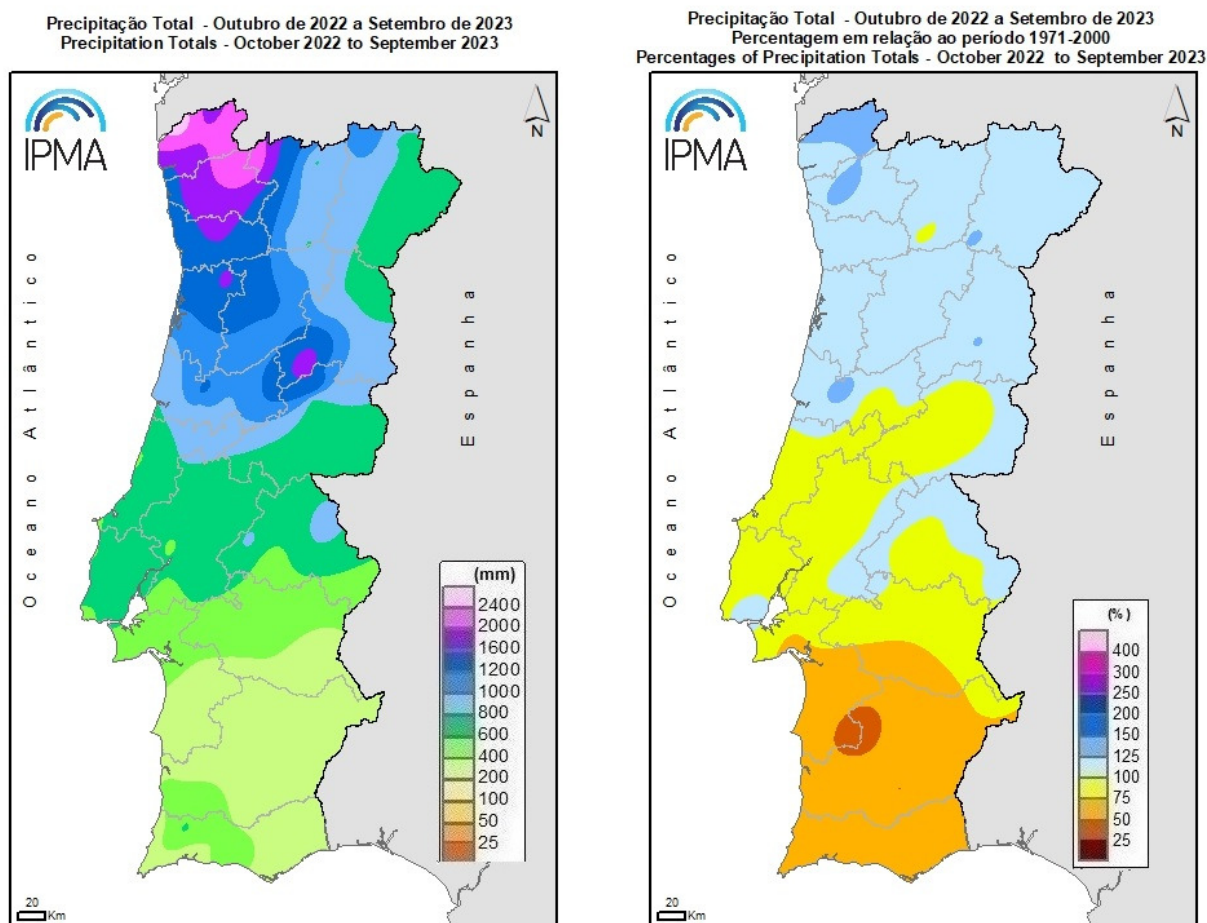 Precipitação Total - Outubro de 2022 a Setembro de 2023
Precipitation Totals - October 2022 to September 2023
IPMA
N
Oceano Atlântico
Espanha
(mm)
2400
2000
1600
1200
1000
800
600
400
200
100
50
25
20
Km
Precipitação Total - Outubro de 2022 a Setembro de 2023
Percentagem em relação ao período 1971-2000
Percentages of Precipitation Totals - October 2022 to September 2023
IPMA
N
Oceano Atlântico
Espanha
(%)
400
300
250
200
150
125
100
75
50
25
20
Km